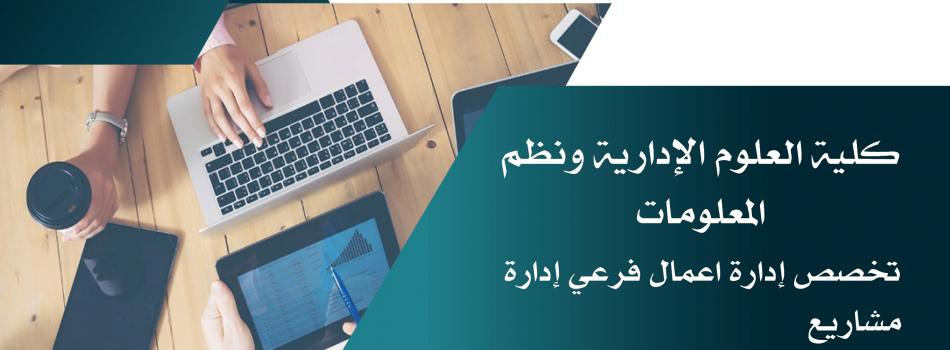 كلية العلوم الإدارية ونظم
المعلومات
تخصص إدارة اعمال فرعي إدارة
مشاريع